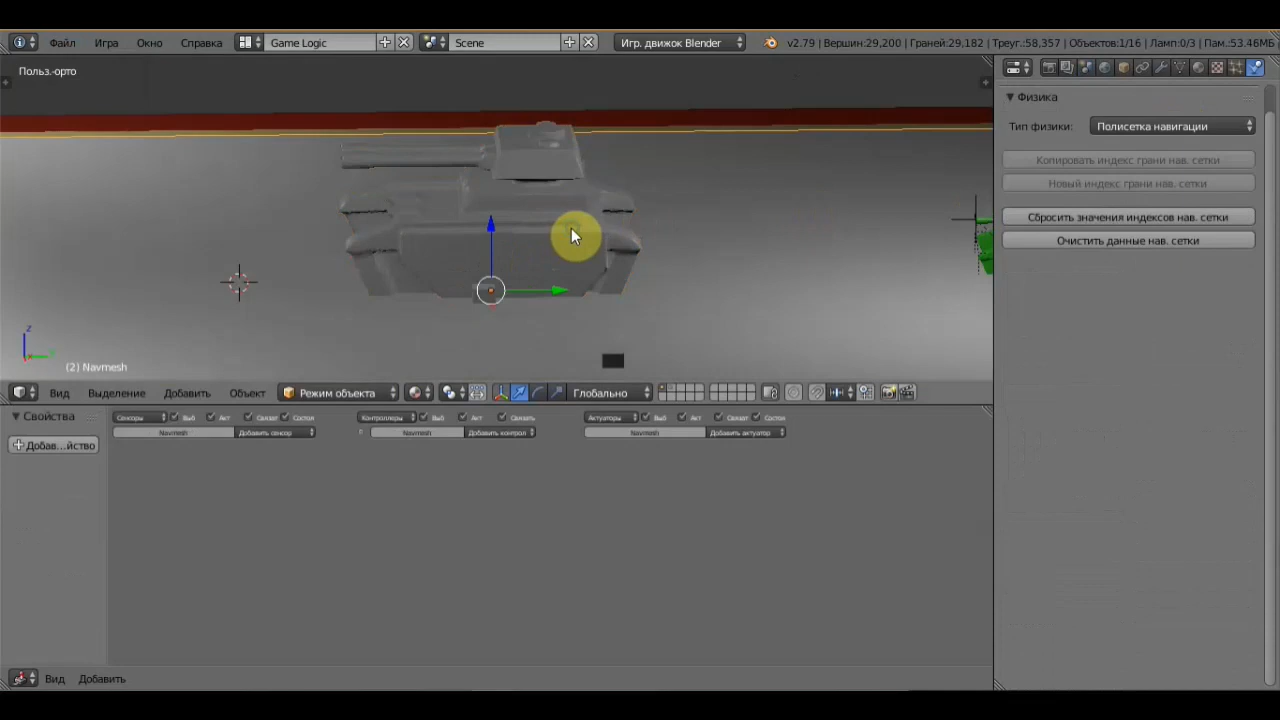 Файл Игра Окно Справка Game Logic Scene Игр. движок Blender v2.79 | Вершин:29,200 | Граней:29,182 | Треуг.:58,357 | Объектов:1/16 | Ламп:0/3 | Пам.:53.46МБ
Польз.-орто
Физика
Тип физики: Полисетка навигации
Копировать индекс грани нав. сетки
Новый индекс грани нав. сетки
Сбросить значения индексов нав. сетки
Очистить данные нав. сетки
z
(2) Navmesh
Вид Выделение Добавить Объект Режим объекта Глобально
Свойства Сенсоры Выб Акт Связат Состоя Контроллеры Выб Акт Связать Актуаторы Выб Акт Связат Состоя
Navmesh Добавить сенсор Navmesh Добавить контрол Navmesh Добавить актуатор
Добав...йство
Вид Добавить